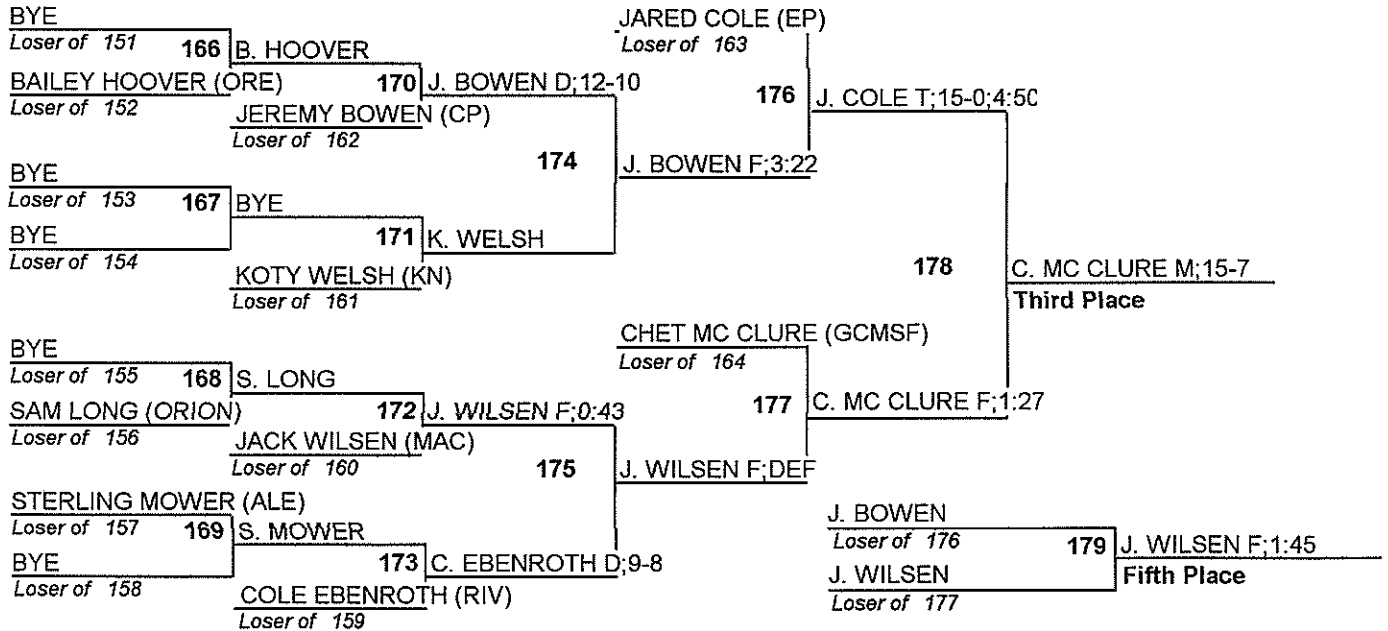 BYE
Loser of 151
166
B. HOOVER
BAILEY HOOVER (ORE)
Loser of 152
170
J. BOWEN D;12-10
JEREMY BOWEN (CP)
Loser of 162
BYE
Loser of 153
167
BYE
BYE
Loser of 154
171
K. WELSH
KOTY WELSH (KN)
Loser of 161
174
J. BOWEN F;3:22
JARED COLE (EP)
Loser of 163
176
J. COLE T;15-0;4:50
BYE
Loser of 155
168
S. LONG
SAM LONG (ORION)
Loser of 156
172
J. WILSEN F;0:43
JACK WILSEN (MAC)
Loser of 160
STERLING MOWER (ALE)
Loser of 157
169
S. MOWER
BYE
Loser of 158
173
C. EBENROTH D;9-8
COLE EBENROTH (RIV)
Loser of 159
175
J. WILSEN F;DEF
CHET MC CLURE (GCMSF)
Loser of 164
177
C. MC CLURE F;1:27
178
C. MC CLURE M;15-7
Third Place
J. BOWEN
Loser of 176
179
J. WILSEN F;1:45
J. WILSEN
Loser of 177
Fifth Place